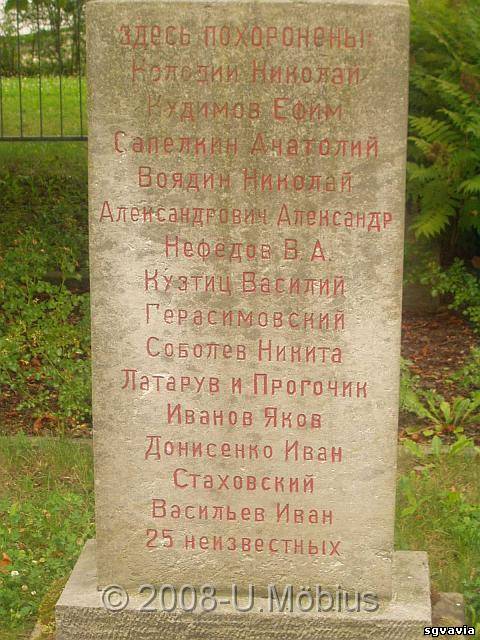 Здесь похоронены:
Колозий Николай
Кудимов Ефим
Сапелкин Анатолий
Воядин Николай
Александрович Александр
Нефедов В.А.
Кузтиц Василий
Герасимовский
Соболев Никита
Латарув и Прогочик
Иванов Яков
Донисенко Иван
Стаховский
Васильев Иван
25 неизвестных
© 2008-U.Möbius
sgvavia